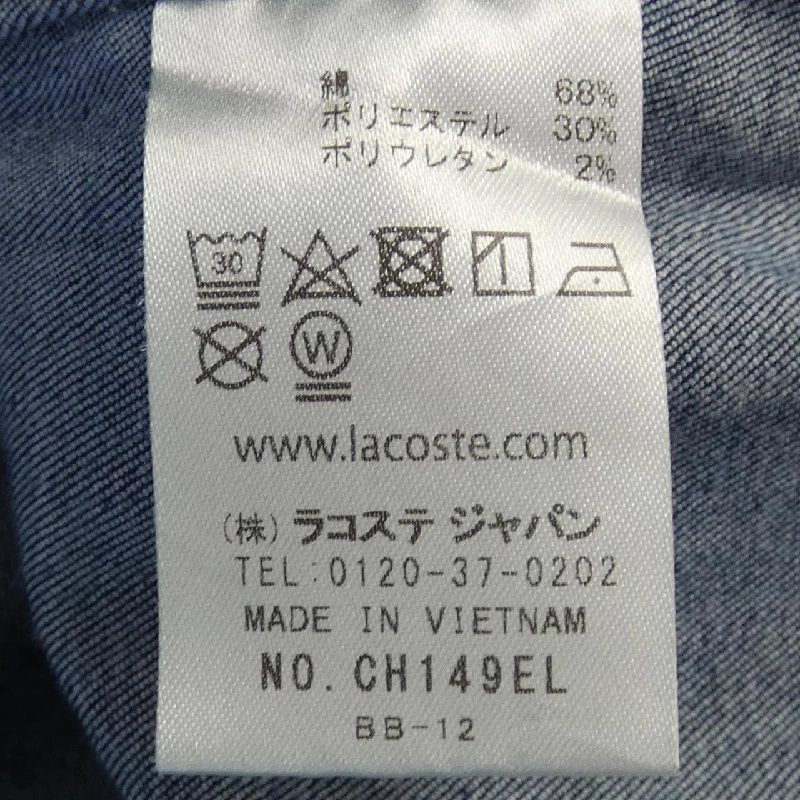 綿 68%
ポリエステル 30%
ポリウレタン 2%
30
W
www.lacoste.com
(株) ラコステ ジャパン
TEL:0120-37-0202
MADE IN VIETNAM
NO. CH149EL
BB-12